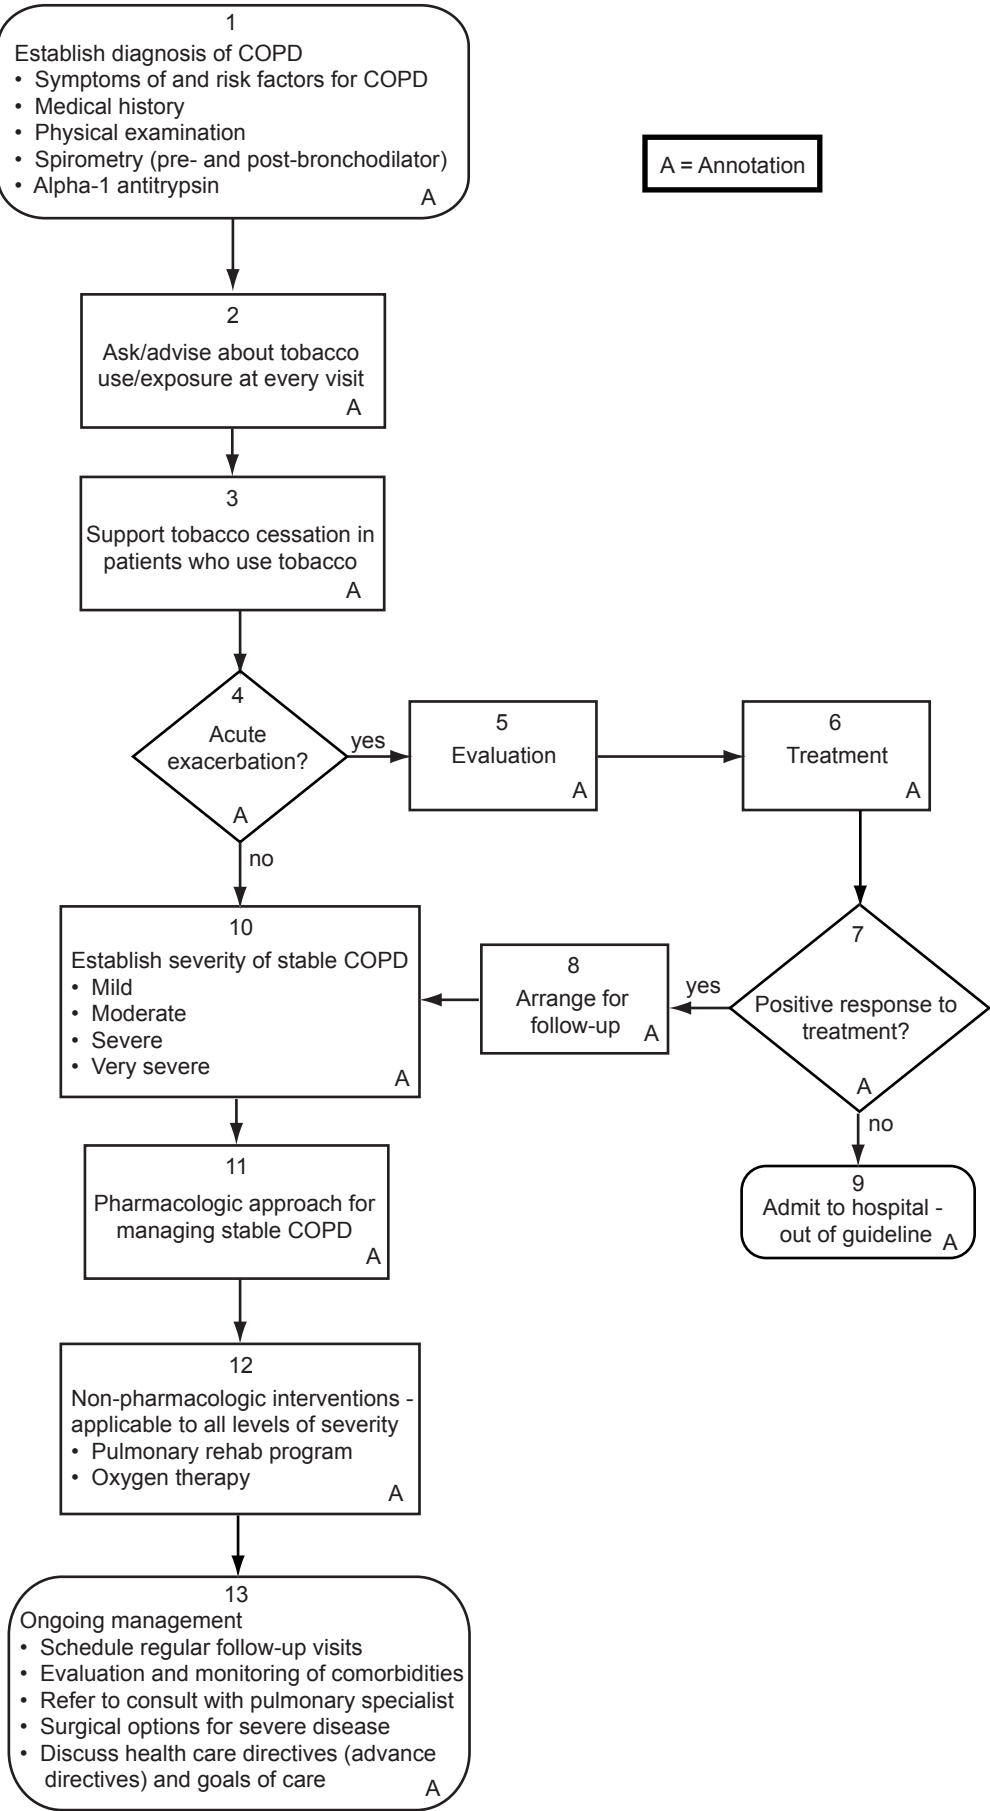 1
Establish diagnosis of COPD
• Symptoms of and risk factors for COPD
• Medical history
• Physical examination
• Spirometry (pre- and post-bronchodilator)
• Alpha-1 antitrypsin
A
A = Annotation
2
Ask/advise about tobacco
use/exposure at every visit
A
3
Support tobacco cessation in
patients who use tobacco
A
4
Acute
exacerbation?
A
yes
5
Evaluation
A
6
Treatment
A
no
7
Positive response to
treatment?
A
yes
8
Arrange for
follow-up
A
no
9
Admit to hospital -
out of guideline
A
10
Establish severity of stable COPD
• Mild
• Moderate
• Severe
• Very severe
A
11
Pharmacologic approach for
managing stable COPD
A
12
Non-pharmacologic interventions -
applicable to all levels of severity
• Pulmonary rehab program
• Oxygen therapy
A
13
Ongoing management
• Schedule regular follow-up visits
• Evaluation and monitoring of comorbidities
• Refer to consult with pulmonary specialist
• Surgical options for severe disease
• Discuss health care directives (advance
directives) and goals of care
A